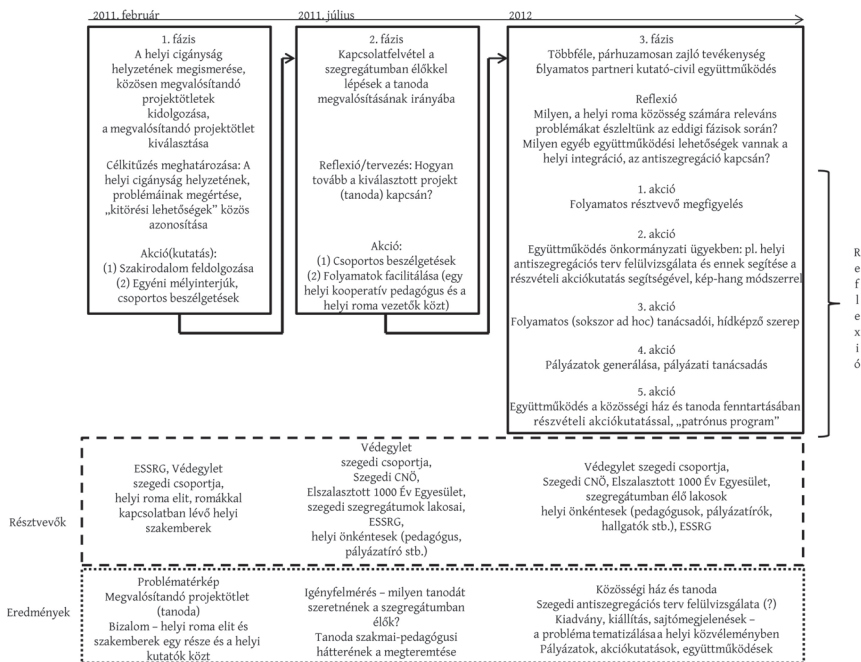 2011. február
2011. július
2012
1. fázis
A helyi cigányság
helyzetének megismerése,
közösen megvalósítandó
projektötletek
kidolgozása,
a megvalósítandó projektötlet
kiválasztása
Célkitűzés meghatározása: A
helyi cigányság helyzetének,
problémáinak megértése,
„kitörési lehetőségek" közös
azonosítása
Akció(kutatás):
(1) Szakirodalom feldolgozása
(2) Egyéni mélyinterjúk,
csoportos beszélgetések
2. fázis
Kapcsolatfelvétel a
szegregátumban élőkkel
lépések a tanoda
megvalósításának irányába
Reflexió/tervezés: Hogyan
tovább a kiválasztott projekt
(tanoda) kapcsán?
Akció:
(1) Csoportos beszélgetések
(2) Folyamatok facilitálása (egy
helyi kooperatív pedagógus és a
helyi roma vezetők közt)
3. fázis
Többféle, párhuzamosan zajló tevékenység
folyamatos partneri kutató-civil együttműködés
Reflexió
Milyen, a helyi roma közösség számára releváns
problémákat észleltünk az eddigi fázisok során?
Milyen egyéb együttműködési lehetőségek vannak a
helyi integráció, az antiszegregáció kapcsán?
1. akció
Folyamatos résztvevő megfigyelés
2. akció
Együttműködés önkormányzati ügyekben: pl. helyi
antiszegregációs terv felülvizsgálata és ennek segítése a
részvételi akciókutatás segítségével, kép-hang módszerrel
3. akció
Folyamatos (sokszor ad hoc) tanácsadói, hídképző szerep
4. akció
Pályázatok generálása, pályázati tanácsadás
5. akció
Együttműködés a közösségi ház és tanoda fenntartásában
részvételi akciókutatással, „patrónus program"
R
e
f
l
e
x
i
ó
Résztvevők
ESSRG, Védegylet
szegedi csoportja,
helyi roma elit, romákkal
kapcsolatban lévő helyi
szakemberek
Védegylet
szegedi csoportja,
Szegedi CNÖ,
Elszalasztott 1000 Év Egyesület,
szegedi szegregátumok lakosai,
ESSRG,
helyi önkéntesek (pedagógus,
pályázatíró stb.)
Védegylet szegedi csoportja,
Szegedi CNÖ, Elszalasztott 1000 Év Egyesület,
szegregátumban élő lakosok
helyi önkéntesek (pedagógusok, pályázatírók,
hallgatók stb.), ESSRG
Eredmények
Problématérkép
Megvalósítandó projektötlet
(tanoda)
Bizalom – helyi roma elit és
szakemberek egy része és a helyi
kutatók közt
Igényfelmérés – milyen tanodát
szeretnének a szegregátumban
élők?
Tanoda szakmai-pedagógusi
hátterének a megteremtése
Közösségi ház és tanoda
Szegedi antiszegregációs terv felülvizsgálata (?)
Kiadvány, kiállítás, sajtómegjelenések –
a probléma tematizálása a helyi közvéleményben
Pályázatok, akciókutatások, együttműködések